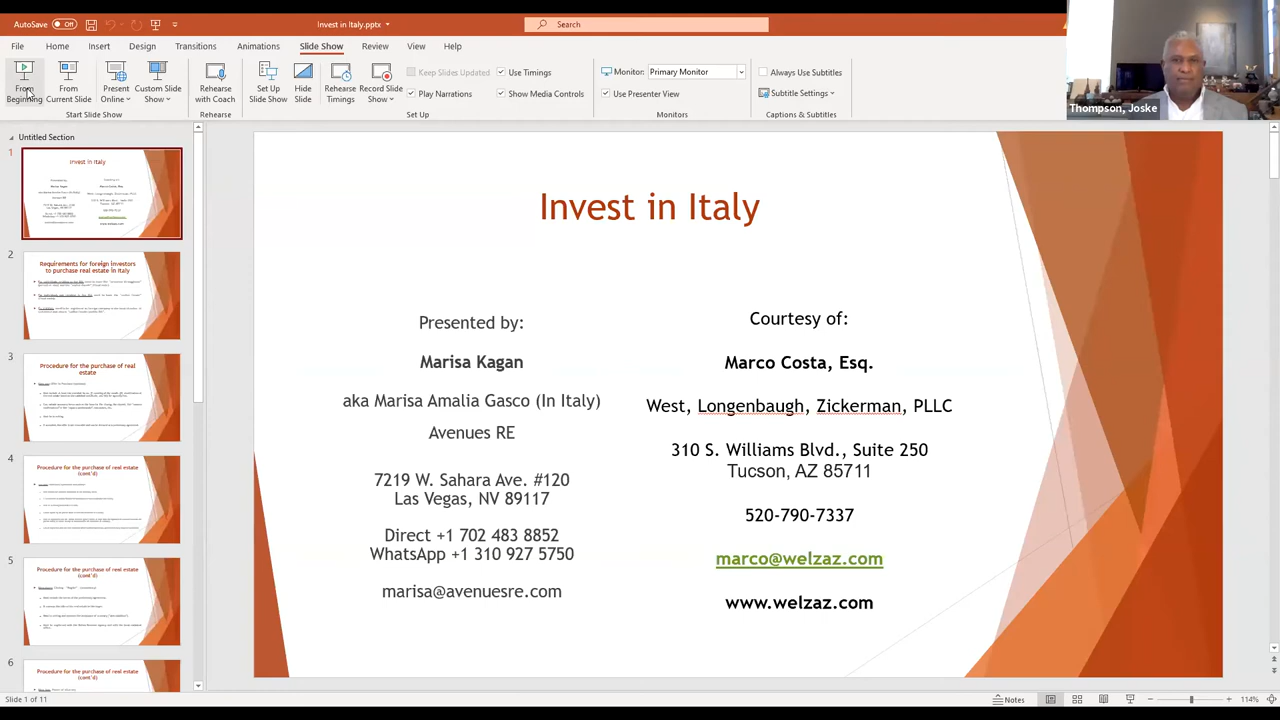 AutoSave Off
Invest in Italy.pptx
Search
File Home Insert Design Transitions Animations Slide Show Review View Help
From Beginning
From Current Slide
Present Online
Custom Slide Show
Start Slide Show
Rehearse with Coach
Rehearse
Set Up Slide Show
Hide Slide
Rehearse Timings
Record Slide Show
Keep Slides Updated
Play Narrations
Use Timings
Show Media Controls
Set Up
Monitor: Primary Monitor
Use Presenter View
Monitors
Always Use Subtitles
Subtitle Settings
Captions & Subtitles
Thompson, Joske
Untitled Section
1
Invest in Italy
2
Requirements for foreign investors
to purchase real estate in Italy
3
Procedure for the purchase of real
estate
4
Procedure for the purchase of real estate
(cont'd)
5
Procedure for the purchase of real estate
(cont'd)
6
Procedure for the purchase of real estate
(cont'd)
Invest in Italy
Presented by:
Marisa Kagan
aka Marisa Amalia Gasco (In Italy)
Avenues RE
7219 W. Sahara Ave. #120
Las Vegas, NV 89117
Direct +1 702 483 8852
WhatsApp +1 310 927 5750
marisa@avenuesre.com
Courtesy of:
Marco Costa, Esq.
West, Longenbaugh, Zickerman, PLLC
310 S. Williams Blvd., Suite 250
Tucson, AZ 85711
520-790-7337
marco@welzaz.com
www.welzaz.com
Slide 1 of 11
Notes
114%